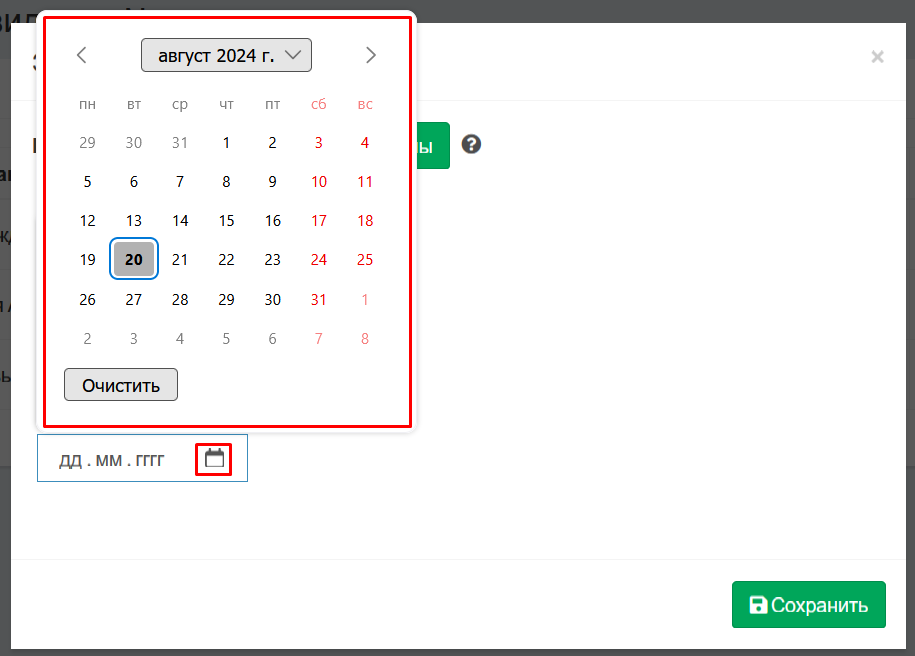 август 2024 г.
пн вт ср чт пт сб вс
29 30 31 1 2 3 4
5 6 7 8 9 10 11
12 13 14 15 16 17 18
19 20 21 22 23 24 25
26 27 28 29 30 31 1
2 3 4 5 6 7 8
Очистить
дд . мм . гггг
Сохранить